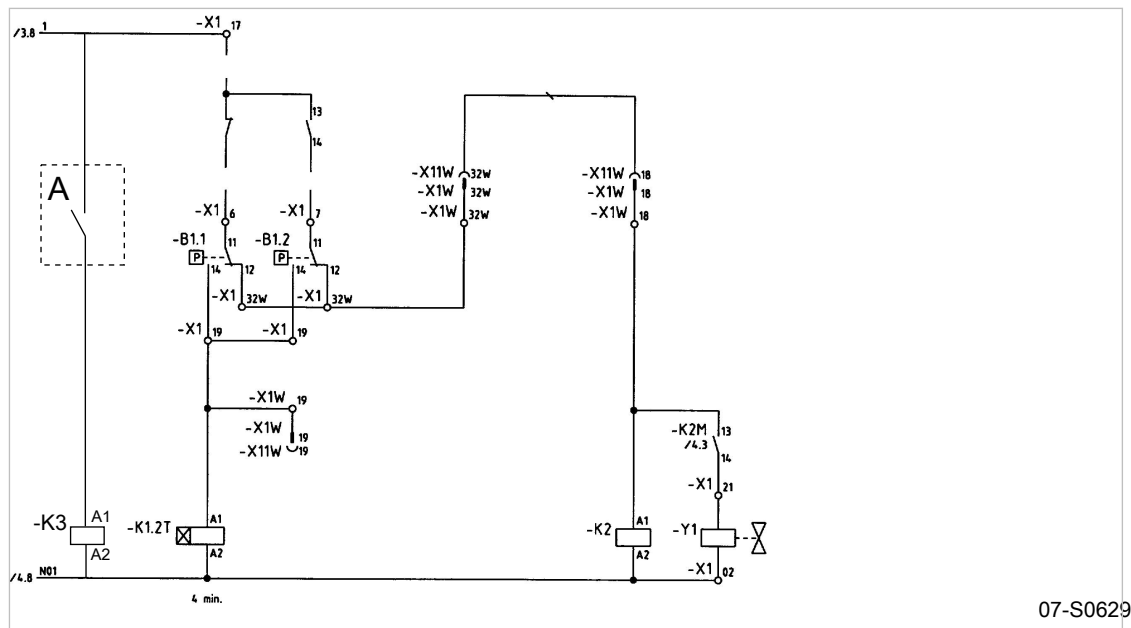 /3.8 1
-X1 17
13
14
A
-X11W 32W
-X1W 32W
-X1W 32W
-X11W 18
-X1W 18
-X1W 18
-X1 6
-X1 7
-B1.1 11
P
14 12
-B1.2 11
P
14 12
-X1 32W
-X1 32W
-X1 19
-X1 19
-X1W 19
-X1W 19
-X11W 19
-K2M 13
/4.3
14
-X1 21
-K3 A1
A2
-K1.2T A1
A2
-K2 A1
A2
-Y1
-X1 02
/4.8 N01
4 min.
07-S0629